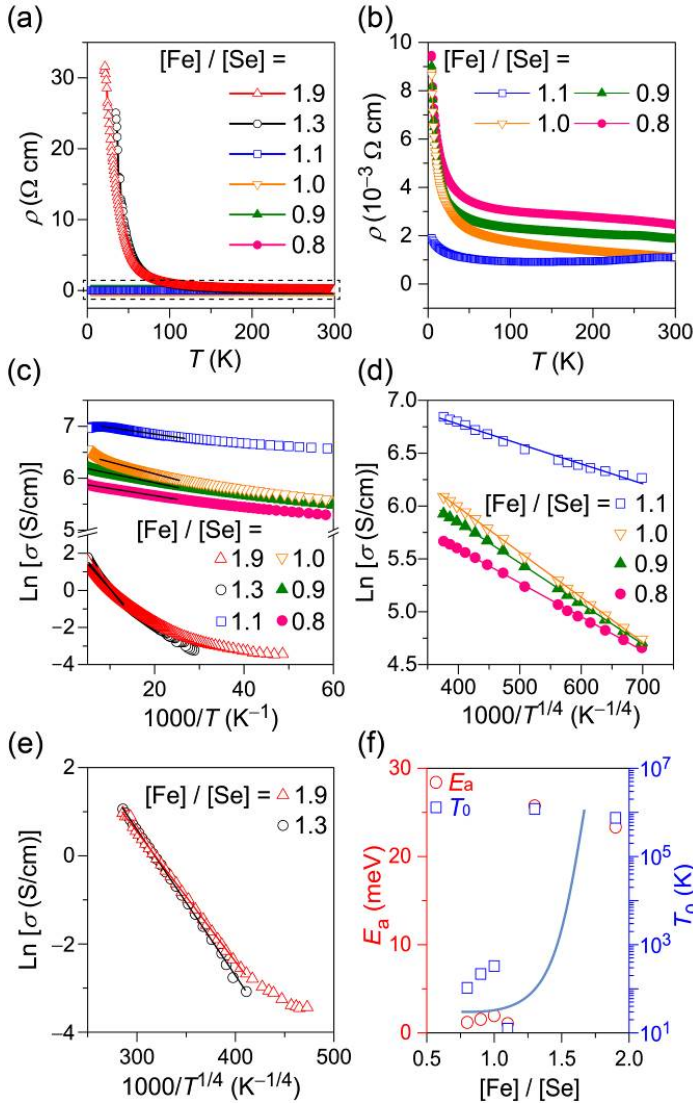 (a)
[Fe] / [Se] =
1.9
1.3
1.1
1.0
0.9
0.8
ρ (Ω cm)
30
20
10
0
0 100 200 300
T (K)
(b)
[Fe] / [Se] =
1.1 0.9
1.0 0.8
ρ (10⁻³ Ω cm)
10
8
6
4
2
0
0 100 200 300
T (K)
(c)
Ln [σ (S/cm)]
7
6
5
2
0
−2
−4
[Fe] / [Se] =
1.9 1.0
1.3 0.9
1.1 0.8
20 40 60
1000/T (K⁻¹)
(d)
Ln [σ (S/cm)]
7.0
6.5
6.0
5.5
5.0
4.5
[Fe] / [Se] = 1.1
1.0
0.9
0.8
400 500 600 700
1000/T^1/4 (K^−1/4)
(e)
Ln [σ (S/cm)]
2
0
−2
−4
[Fe] / [Se] = 1.9
1.3
300 400 500
1000/T^1/4 (K^−1/4)
(f)
Eₐ
T₀
Eₐ (meV)
30
20
10
0
T₀ (K)
10⁷
10⁵
10³
10¹
0.5 1.0 1.5 2.0
[Fe] / [Se]